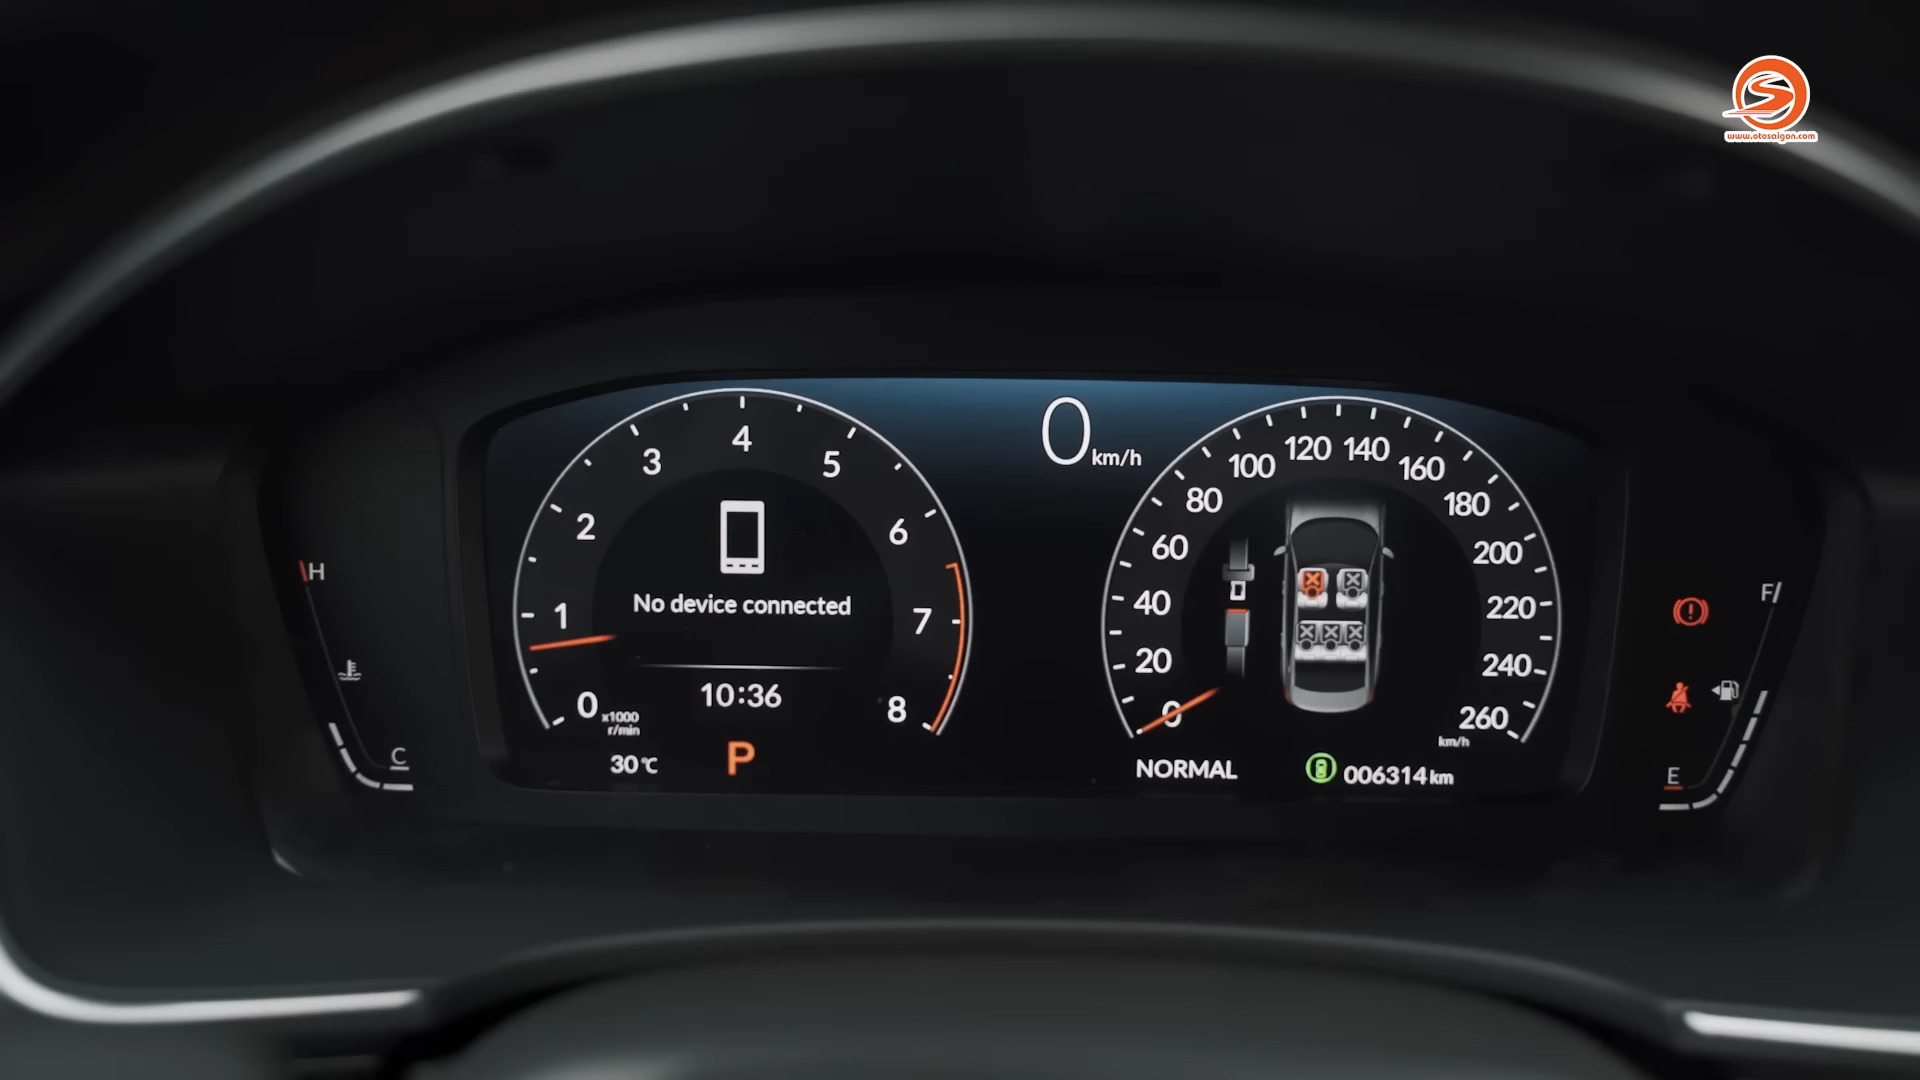 www.otosaigon.com
0 km/h
4
3
5
2
6
1
7
0
8
x1000
r/min
No device connected
10:36
30°C
P
0
20
40
60
80
100
120
140
160
180
200
220
240
260
km/h
NORMAL
006314 km
H
C
F
E